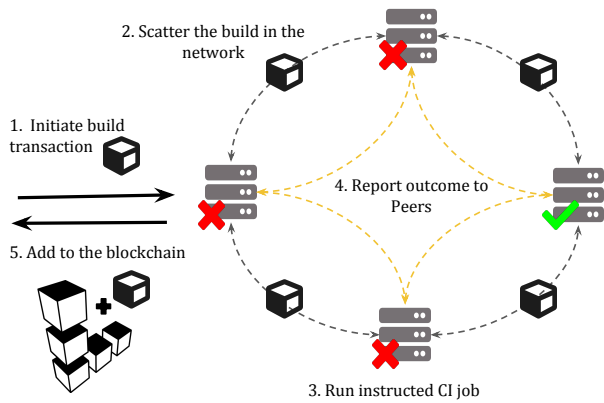 2. Scatter the build in the
network
1. Initiate build
transaction
4. Report outcome to
Peers
5. Add to the blockchain
3. Run instructed CI job